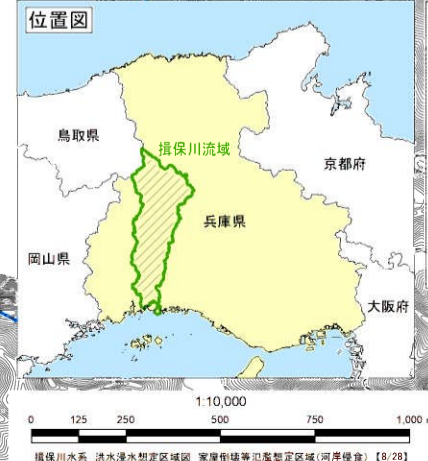 位置図
鳥取県
揖保川流域
京都府
兵庫県
岡山県
大阪府
1:10,000
0 125 250 500 750 1,000
揖保川水系 洪水浸水想定区域図 家屋倒壊等氾濫想定区域(河岸侵食) 【8/28】